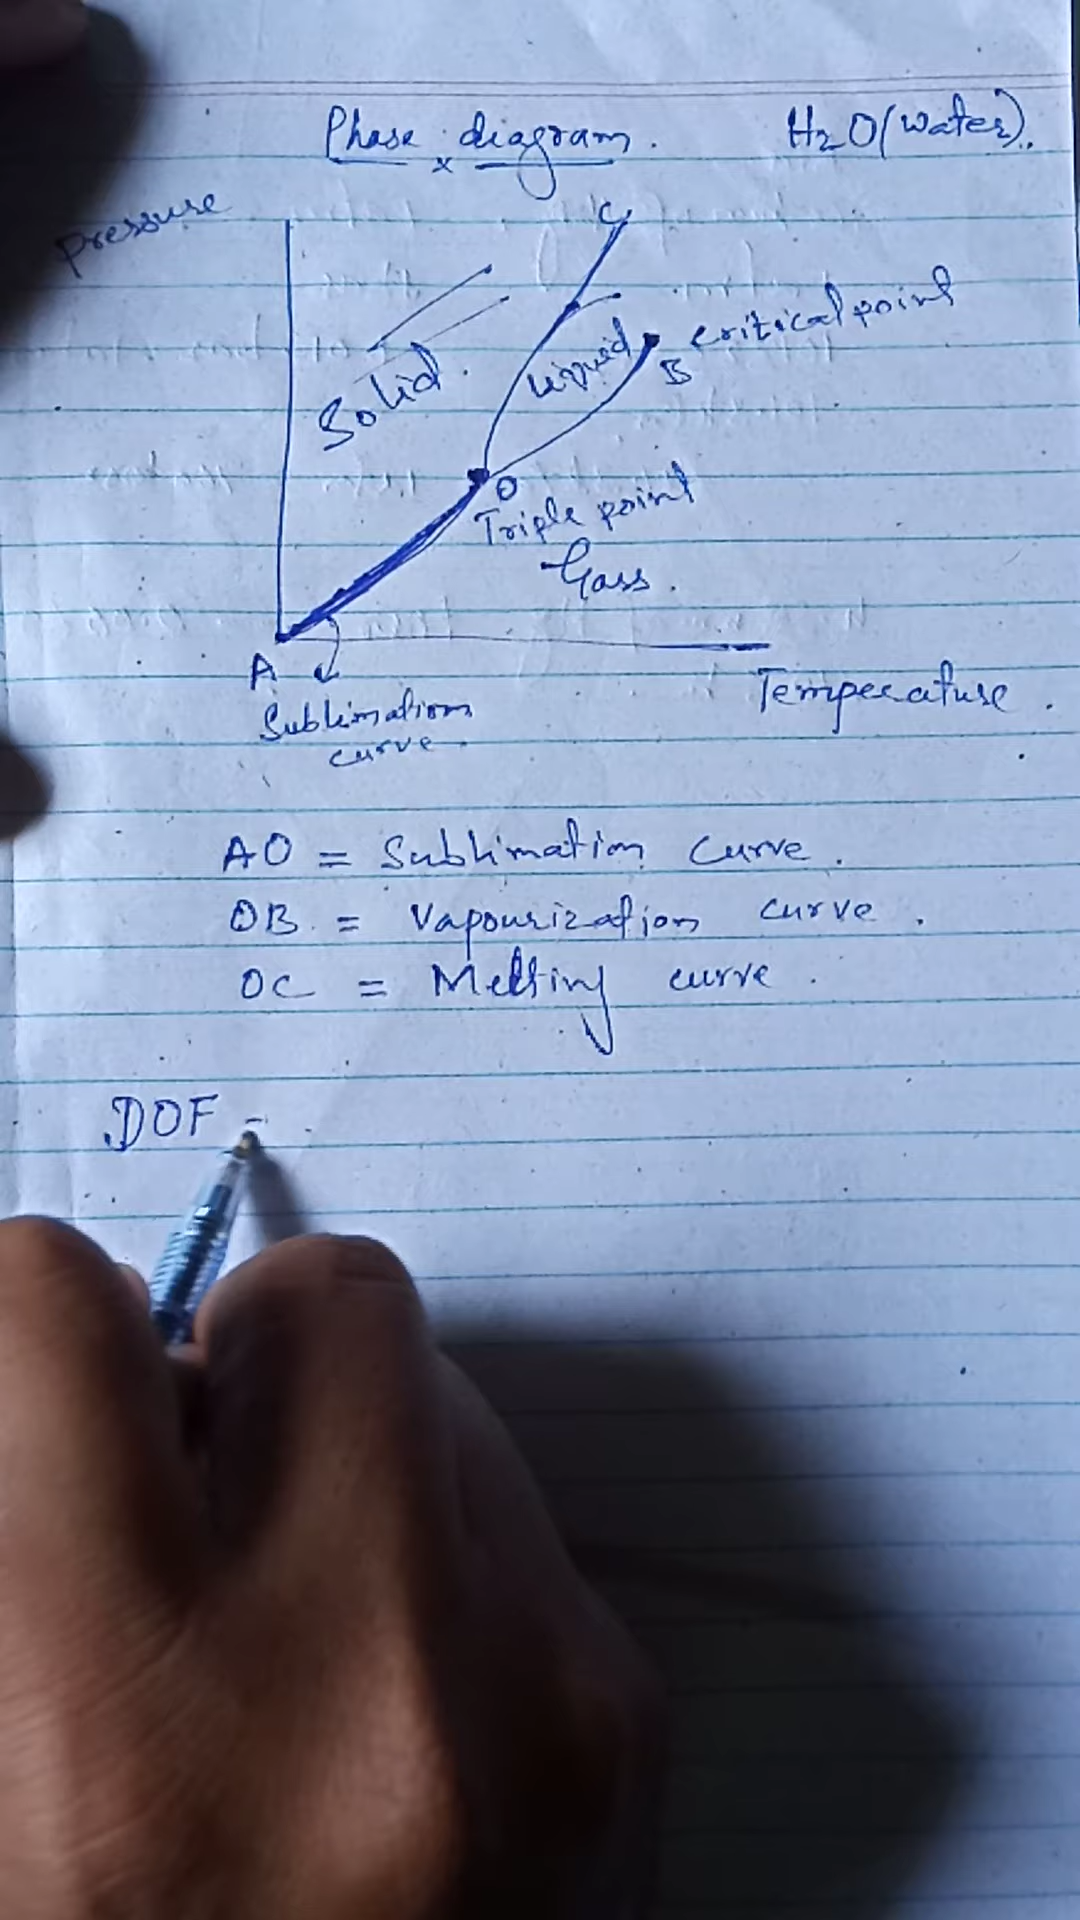 Phase diagram. H2O (water).
pressure
C
Solid.
Liquid
B critical point
O
Triple point
Gass.
A
Sublimation
curve.
Temperature.
AO = Sublimation Curve.
OB. = Vapourization curve.
OC = Melting curve.
DOF =